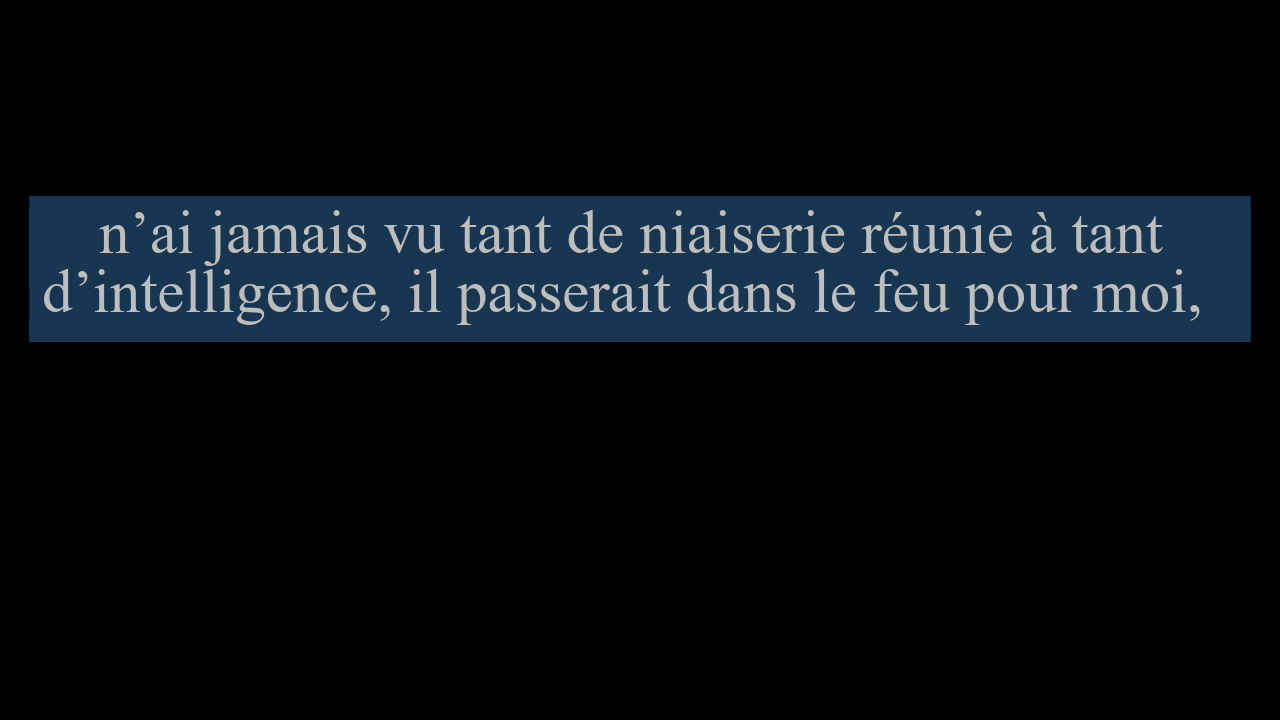 n’ai jamais vu tant de niaiserie réunie à tant
d’intelligence, il passerait dans le feu pour moi,